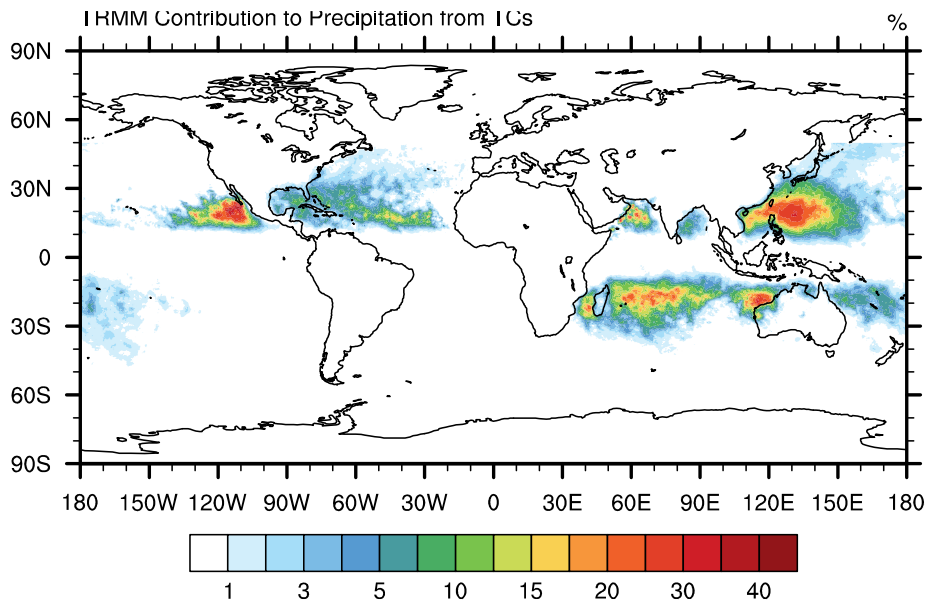 TRMM Contribution to Precipitation from TCs
%
90N
60N
30N
0
30S
60S
90S
180 150W 120W 90W 60W 30W 0 30E 60E 90E 120E 150E 180
1 3 5 10 15 20 30 40